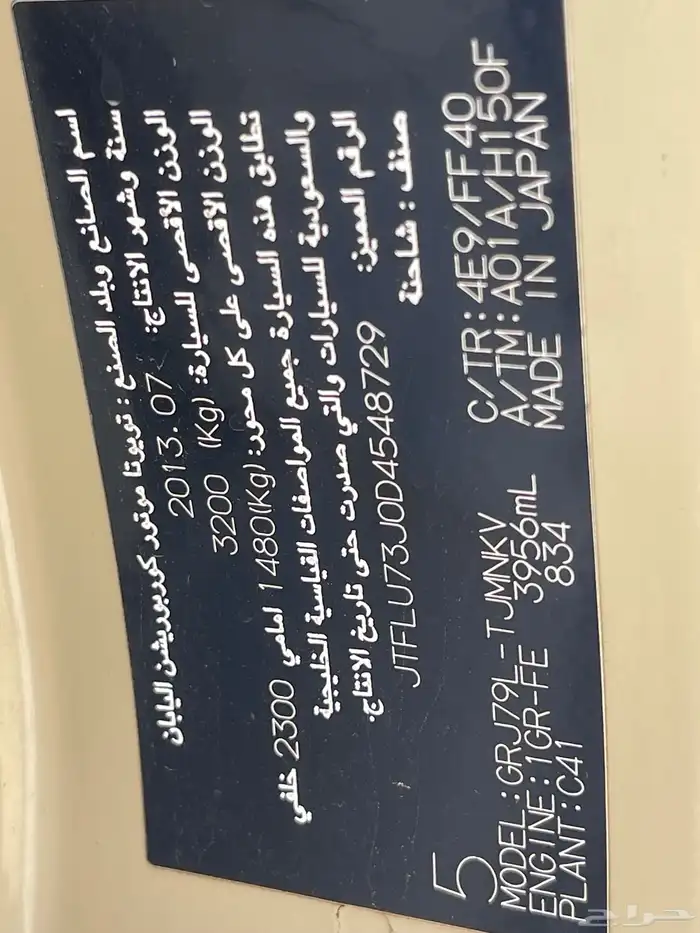 اسم الصانع وبلد الصنع : تويوتا موتور كوربوريشن اليابان
سنة وشهر الانتاج: 2013.07
الوزن الأقصى للسيارة: (Kg) 3200
الوزن الأقصى على كل محور: (Kg)1480 امامي 2300 خلفي
تطابق هذه السيارة جميع المواصفات القياسية الخليجية
والسعودية للسيارات والتي صدرت حتى تاريخ الانتاج.
الرقم المميز: JTFLU73J0D4548729
صنف : شاحنة
5
MODEL:GRJ79L-TJMNKV C/TR:4E9/FF40
ENGINE:1GR-FE 3956mL A/TM:A01A/H150F
PLANT:C41 834 MADE IN JAPAN
حراج